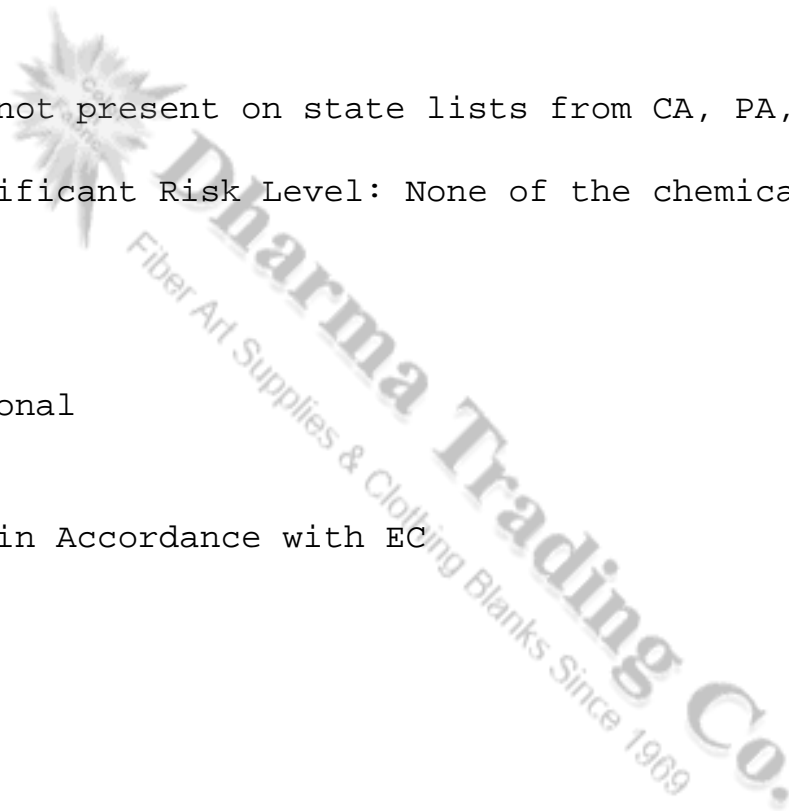 not present on state lists from CA, PA,
ificant Risk Level: None of the chemica
onal
in Accordance with EC
Dharma Trading Co.
Fiber Art Supplies & Clothing Blanks Since 1969